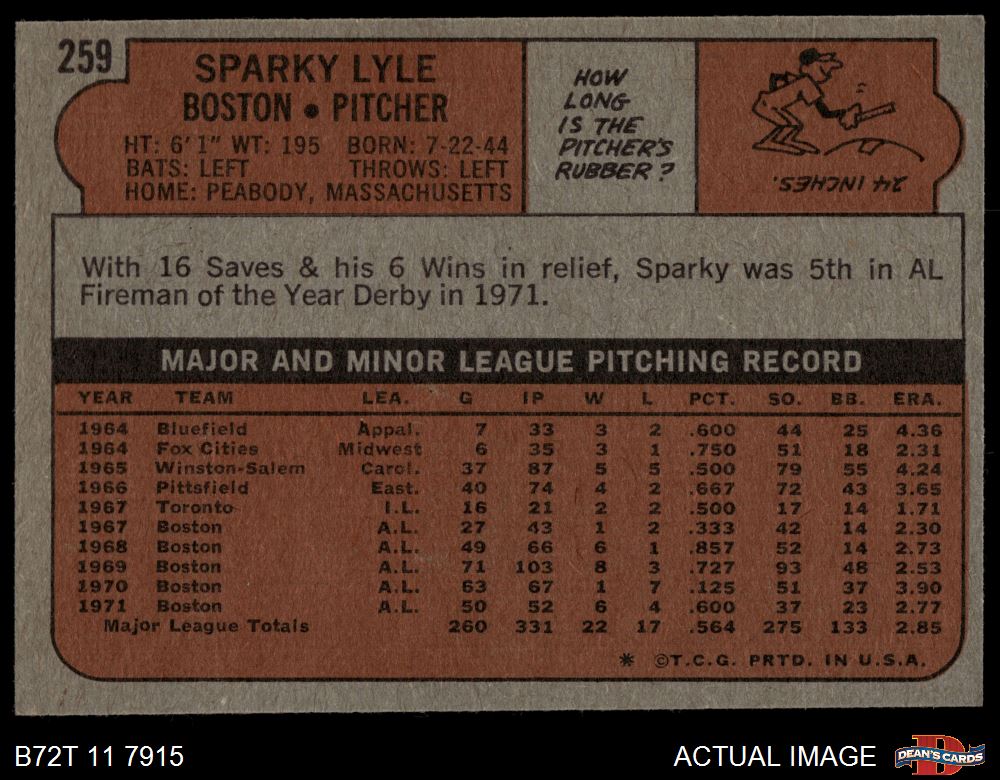 259
SPARKY LYLE
BOSTON • PITCHER
HT: 6'1" WT: 195 BORN: 7-22-44
BATS: LEFT THROWS: LEFT
HOME: PEABODY, MASSACHUSETTS
HOW
LONG
IS THE
PITCHER'S
RUBBER?
24 INCHES.
With 16 Saves & his 6 Wins in relief, Sparky was 5th in AL
Fireman of the Year Derby in 1971.
MAJOR AND MINOR LEAGUE PITCHING RECORD
YEAR TEAM LEA. G IP W L PCT. SO. BB. ERA.
1964 Bluefield Appal. 7 33 3 2 .600 44 25 4.36
1964 Fox Cities Midwest 6 35 3 1 .750 51 18 2.31
1965 Winston-Salem Carol. 37 87 5 5 .500 79 55 4.24
1966 Pittsfield East. 40 74 4 2 .667 72 43 3.65
1967 Toronto I.L. 16 21 2 2 .500 17 14 1.71
1967 Boston A.L. 27 43 1 2 .333 42 14 2.30
1968 Boston A.L. 49 66 6 1 .857 52 14 2.73
1969 Boston A.L. 71 103 8 3 .727 93 48 2.53
1970 Boston A.L. 63 67 1 7 .125 51 37 3.90
1971 Boston A.L. 50 52 6 4 .600 37 23 2.77
Major League Totals 260 331 22 17 .564 275 133 2.85
* ©T.C.G. PRTD. IN U.S.A.
B72T 11 7915
ACTUAL IMAGE
DEAN'S CARDS